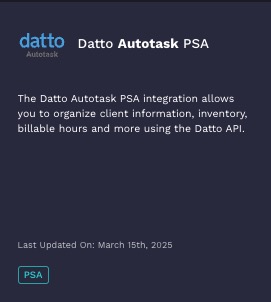 datto
Autotask
Datto Autotask PSA
The Datto Autotask PSA integration allows
you to organize client information, inventory,
billable hours and more using the Datto API.
Last Updated On: March 15th, 2025
PSA